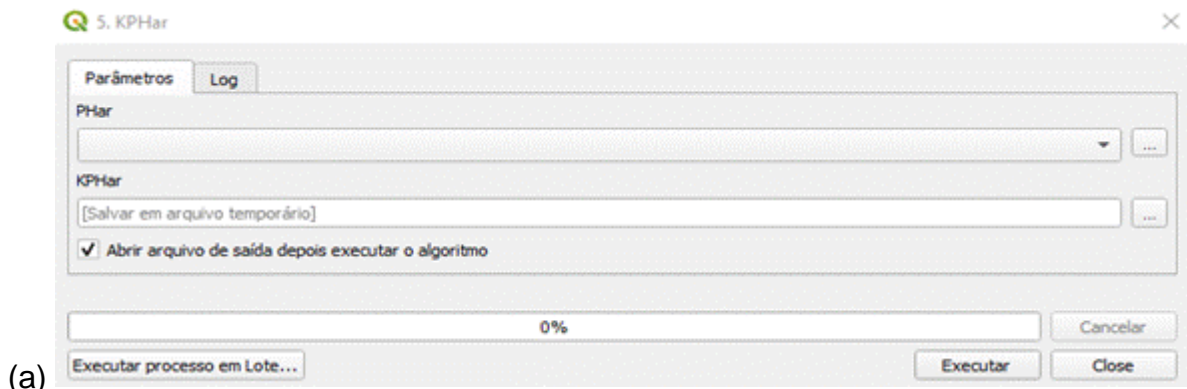 5. KPHar
Parâmetros Log
PHar
...
KPHar
[Salvar em arquivo temporário] ...
Abrir arquivo de saída depois executar o algoritmo
0% Cancelar
(a) Executar processo em Lote... Executar Close